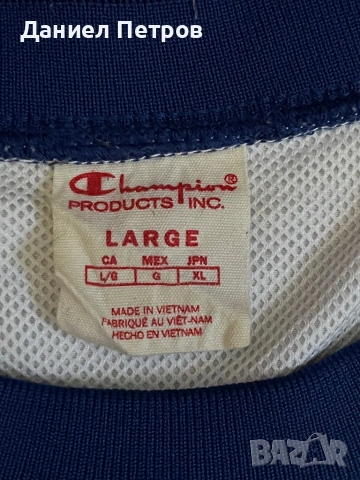 Даниел Петров
Champion®
PRODUCTS INC.
LARGE
CA MEX JPN
L/G G XL
MADE IN VIETNAM
FABRIQUÉ AU VIÊT-NAM
HECHO EN VIETNAM
BAZAR